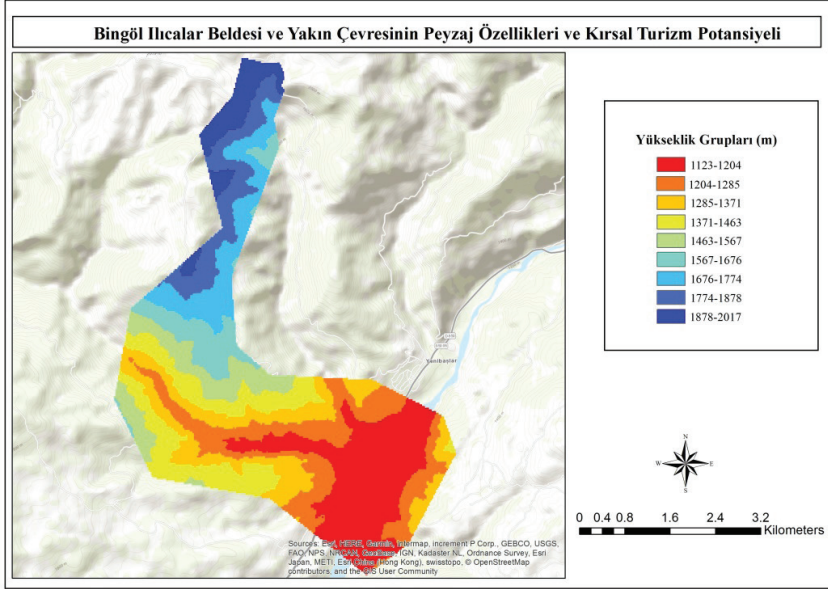 Bingöl Ilıcalar Beldesi ve Yakın Çevresinin Peyzaj Özellikleri ve Kırsal Turizm Potansiyeli
Yükseklik Grupları (m)
1123-1204
1204-1285
1285-1371
1371-1463
1463-1567
1567-1676
1676-1774
1774-1878
1878-2017
Yanıbaşlar
N
W E
S
0 0.4 0.8 1.6 2.4 3.2
Kilometers
Sources: Esri, HERE, Garmin, Intermap, increment P Corp., GEBCO, USGS,
FAO, NPS, NRCAN, GeoBase, IGN, Kadaster NL, Ordnance Survey, Esri
Japan, METI, Esri China (Hong Kong), swisstopo, © OpenStreetMap
contributors, and the GIS User Community